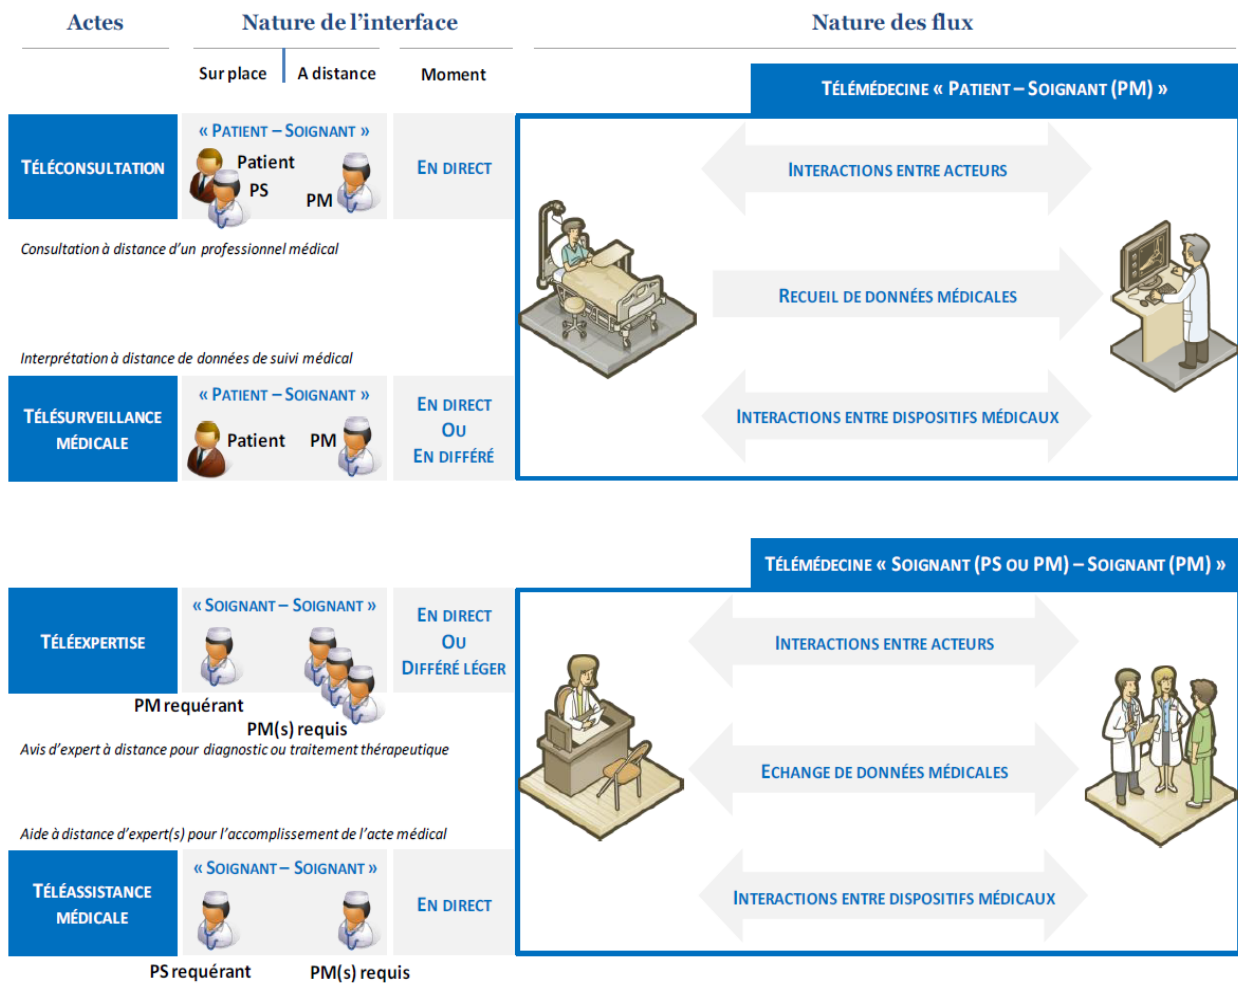 Actes
Nature de l'interface
Nature des flux
Sur place
A distance
Moment
TÉLÉMÉDECINE « PATIENT – SOIGNANT (PM) »
TÉLÉCONSULTATION
« PATIENT – SOIGNANT »
Patient
PS
PM
EN DIRECT
INTERACTIONS ENTRE ACTEURS
Consultation à distance d'un professionnel médical
RECUEIL DE DONNÉES MÉDICALES
Interprétation à distance de données de suivi médical
TÉLÉSURVEILLANCE
MÉDICALE
« PATIENT – SOIGNANT »
Patient
PM
EN DIRECT
OU
EN DIFFÉRÉ
INTERACTIONS ENTRE DISPOSITIFS MÉDICAUX
TÉLÉMÉDECINE « SOIGNANT (PS OU PM) – SOIGNANT (PM) »
TÉLÉEXPERTISE
« SOIGNANT – SOIGNANT »
EN DIRECT
OU
DIFFÉRÉ LÉGER
PM requérant
PM(s) requis
INTERACTIONS ENTRE ACTEURS
Avis d'expert à distance pour diagnostic ou traitement thérapeutique
ECHANGE DE DONNÉES MÉDICALES
Aide à distance d'expert(s) pour l'accomplissement de l'acte médical
TÉLÉASSISTANCE
MÉDICALE
« SOIGNANT – SOIGNANT »
EN DIRECT
INTERACTIONS ENTRE DISPOSITIFS MÉDICAUX
PS requérant
PM(s) requis